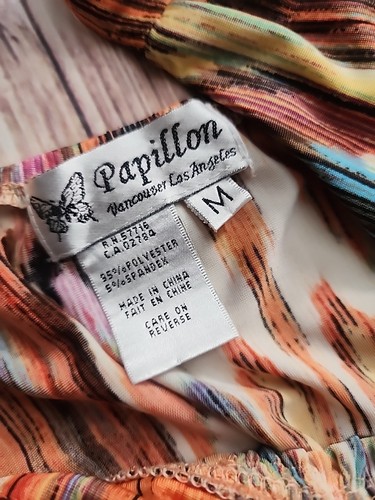 Papillon
Vancouver Los Angeles
M
R.N.57716
C.A.02784
95%POLYESTER
5%SPANDEX
MADE IN CHINA
FAIT EN CHINE
CARE ON
REVERSE